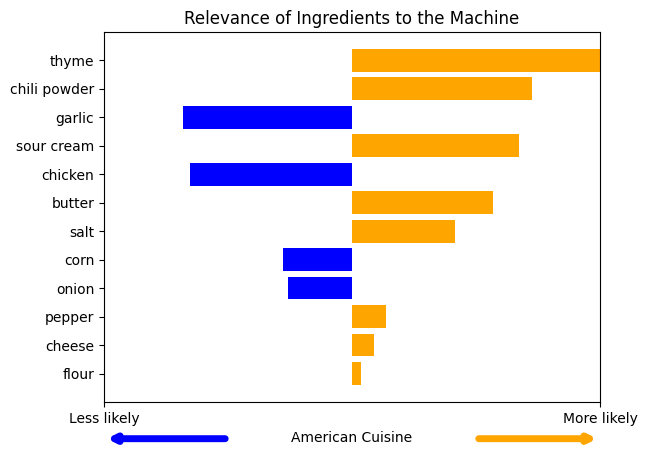 Relevance of Ingredients to the Machine
thyme
chili powder
garlic
sour cream
chicken
butter
salt
corn
onion
pepper
cheese
flour
Less likely More likely
American Cuisine